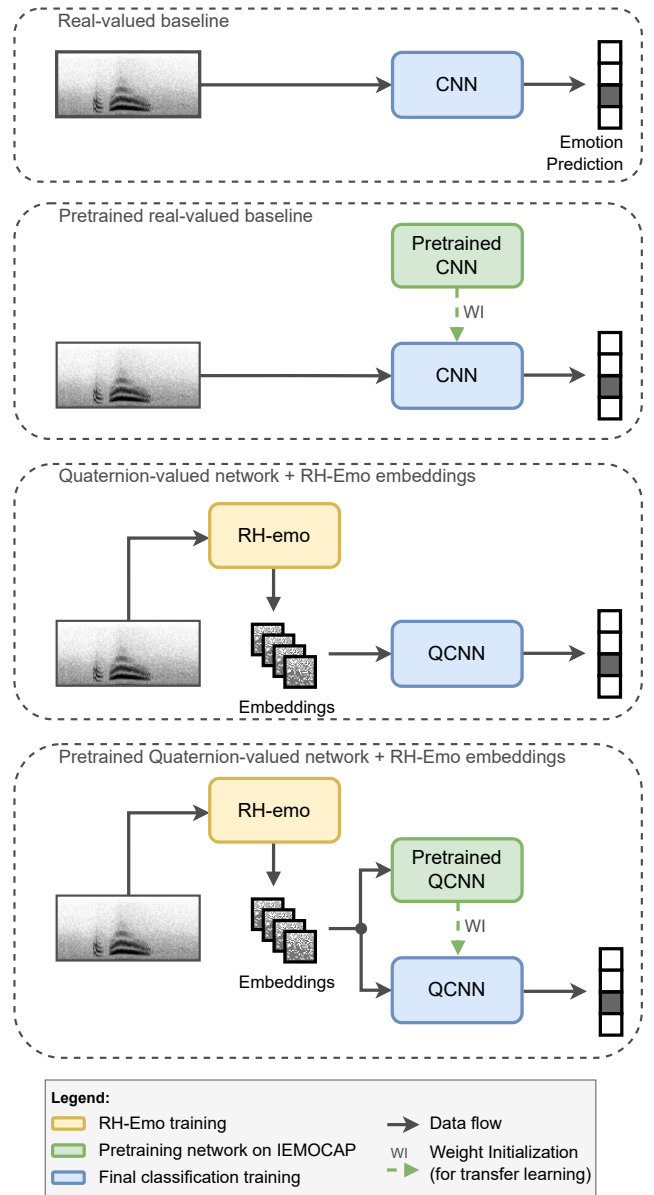 Real-valued baseline
CNN
Emotion
Prediction
Pretrained real-valued baseline
Pretrained
CNN
WI
CNN
Quaternion-valued network + RH-Emo embeddings
RH-emo
QCNN
Embeddings
Pretrained Quaternion-valued network + RH-Emo embeddings
RH-emo
Pretrained
QCNN
WI
Embeddings
QCNN
Legend:
RH-Emo training
Pretraining network on IEMOCAP
Final classification training
Data flow
WI
Weight Initialization
(for transfer learning)